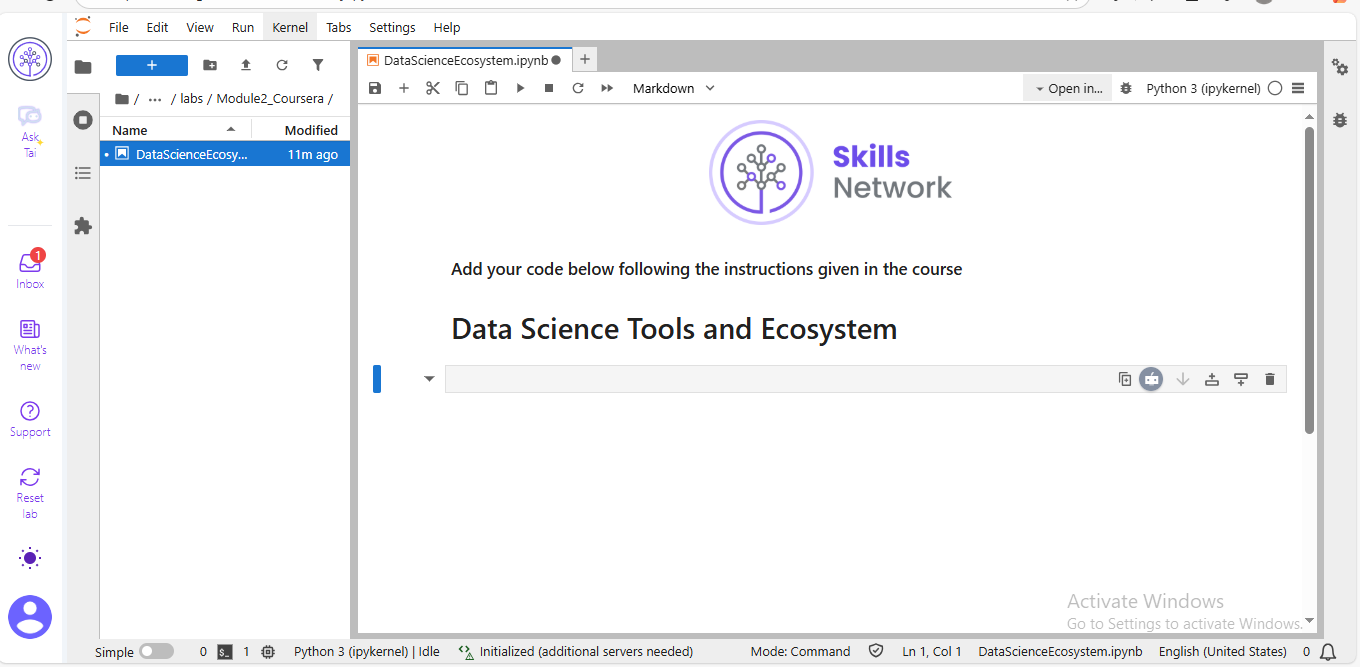 File Edit View Run Kernel Tabs Settings Help
DataScienceEcosystem.ipynb
Markdown
Open in...
Python 3 (ipykernel)
/ ... / labs / Module2_Coursera /
Name Modified
DataScienceEcosy... 11m ago
Ask
Tai
1
Inbox
What's
new
Support
Reset
lab
Skills
Network
Add your code below following the instructions given in the course
Data Science Tools and Ecosystem
Activate Windows
Go to Settings to activate Windows.
Simple 0 $_ 1 Python 3 (ipykernel) | Idle Initialized (additional servers needed) Mode: Command Ln 1, Col 1 DataScienceEcosystem.ipynb English (United States) 0